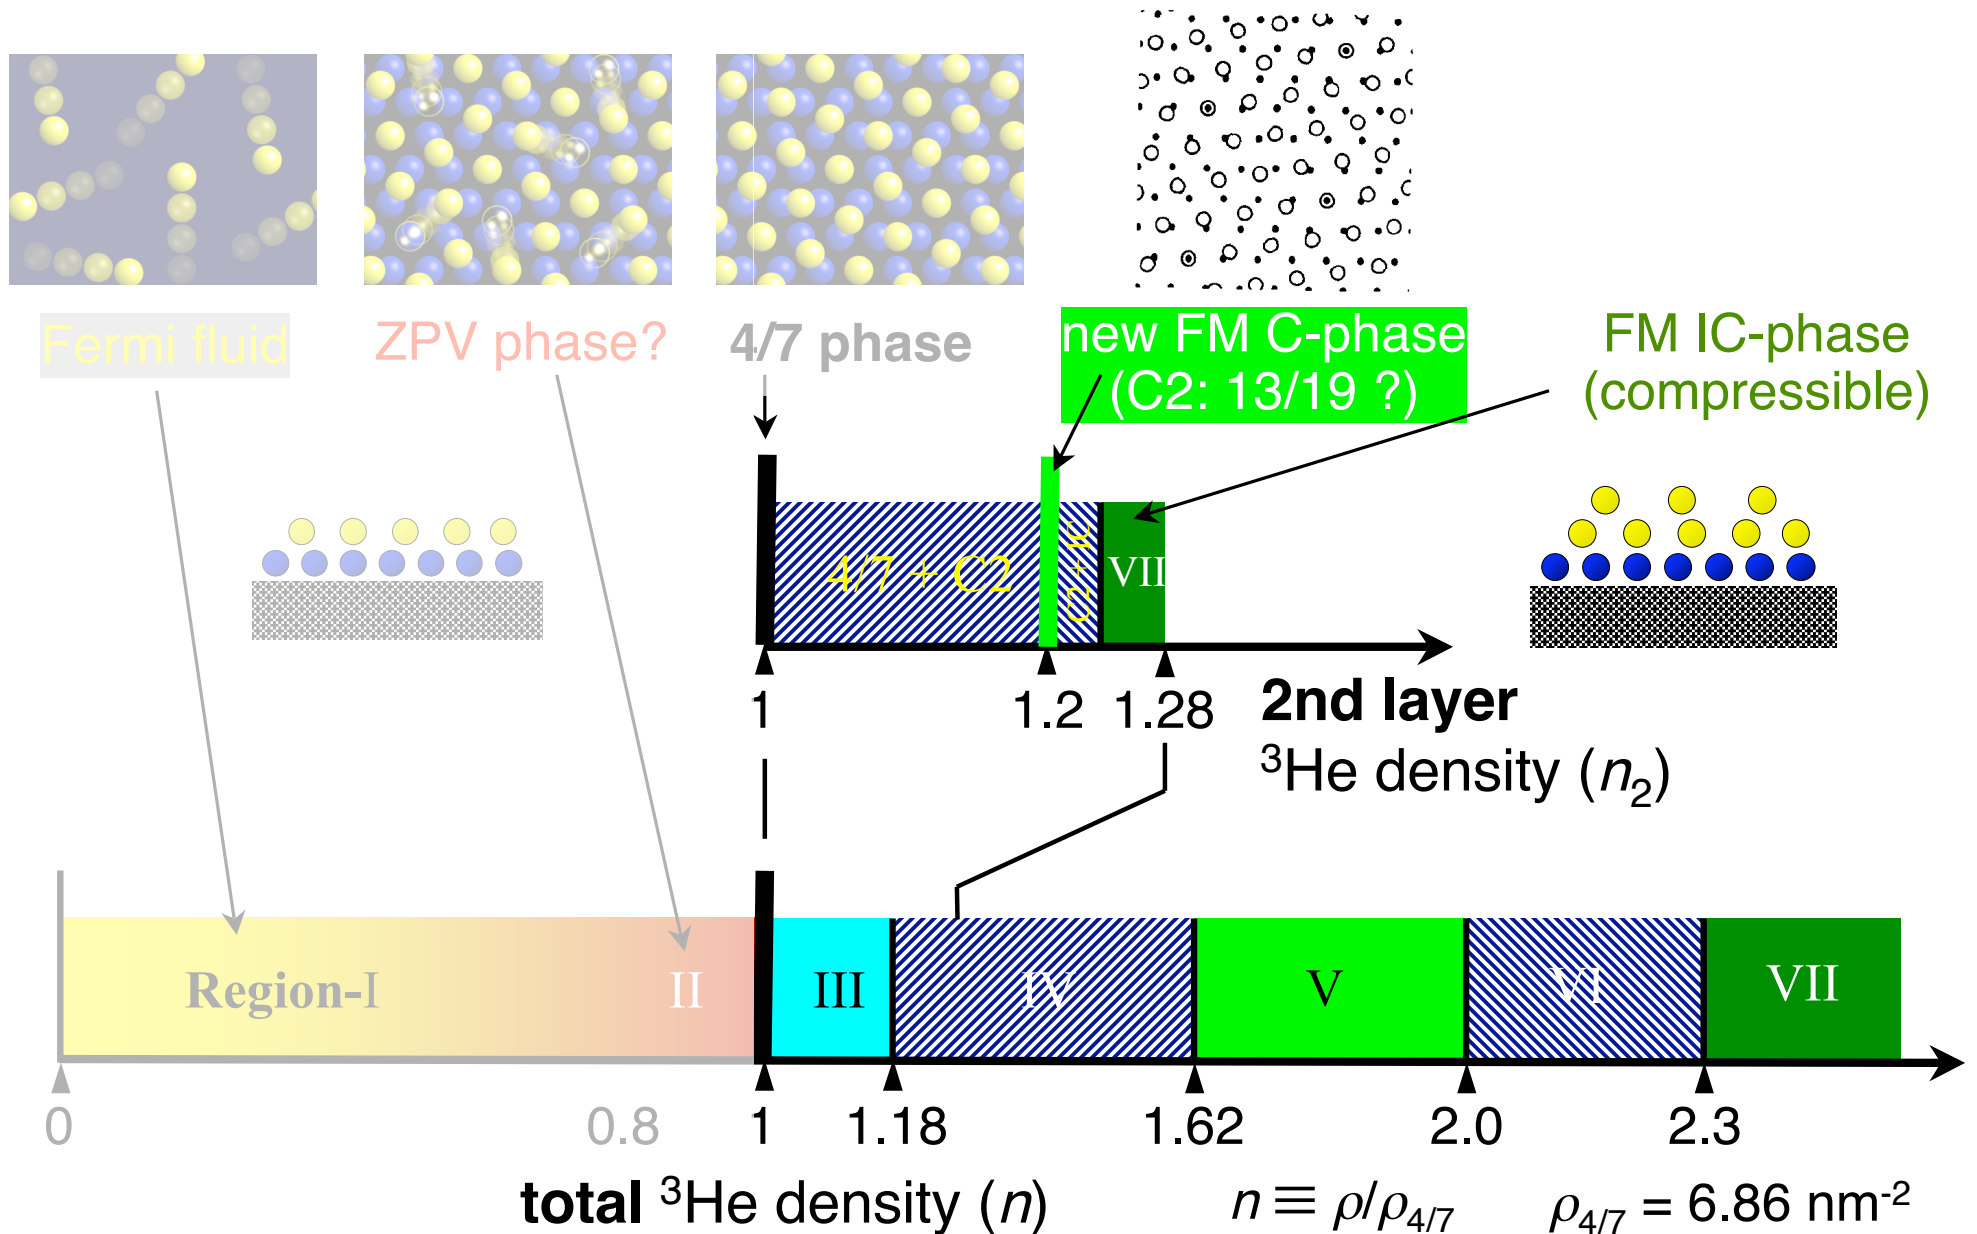 Fermi fluid
ZPV phase?
4/7 phase
new FM C-phase
(C2: 13/19 ?)
FM IC-phase
(compressible)
4/7 + C2
C2 + IC
VII
1
1.2
1.28
2nd layer
³He density (n₂)
Region-I
II
III
IV
V
VI
VII
0
0.8
1
1.18
1.62
2.0
2.3
total ³He density (n)
n ≡ ρ/ρ₄/₇
ρ₄/₇ = 6.86 nm⁻²